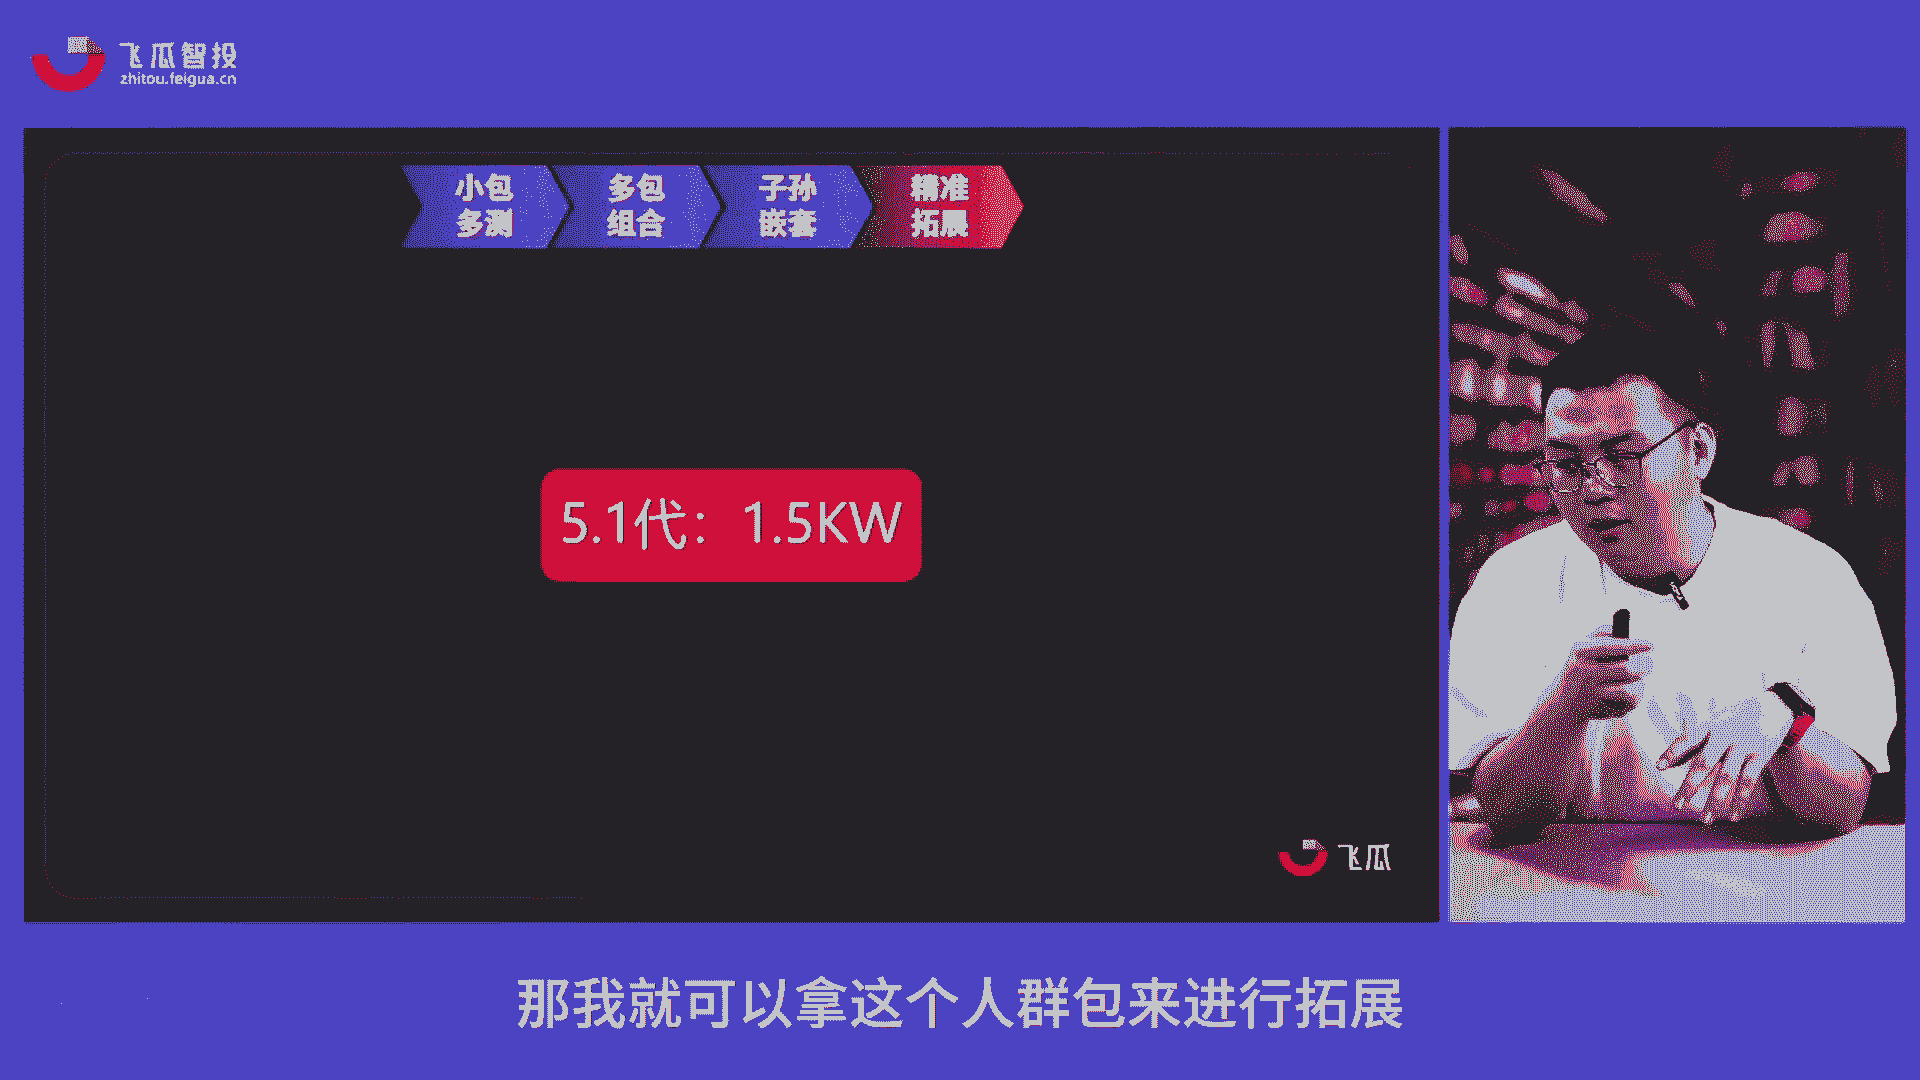 飞瓜智投
zhitou.feigua.cn
小包
多测
多包
组合
子孙
嵌套
精准
拓展
5.1代：1.5KW
飞瓜
那我就可以拿这个人群包来进行拓展